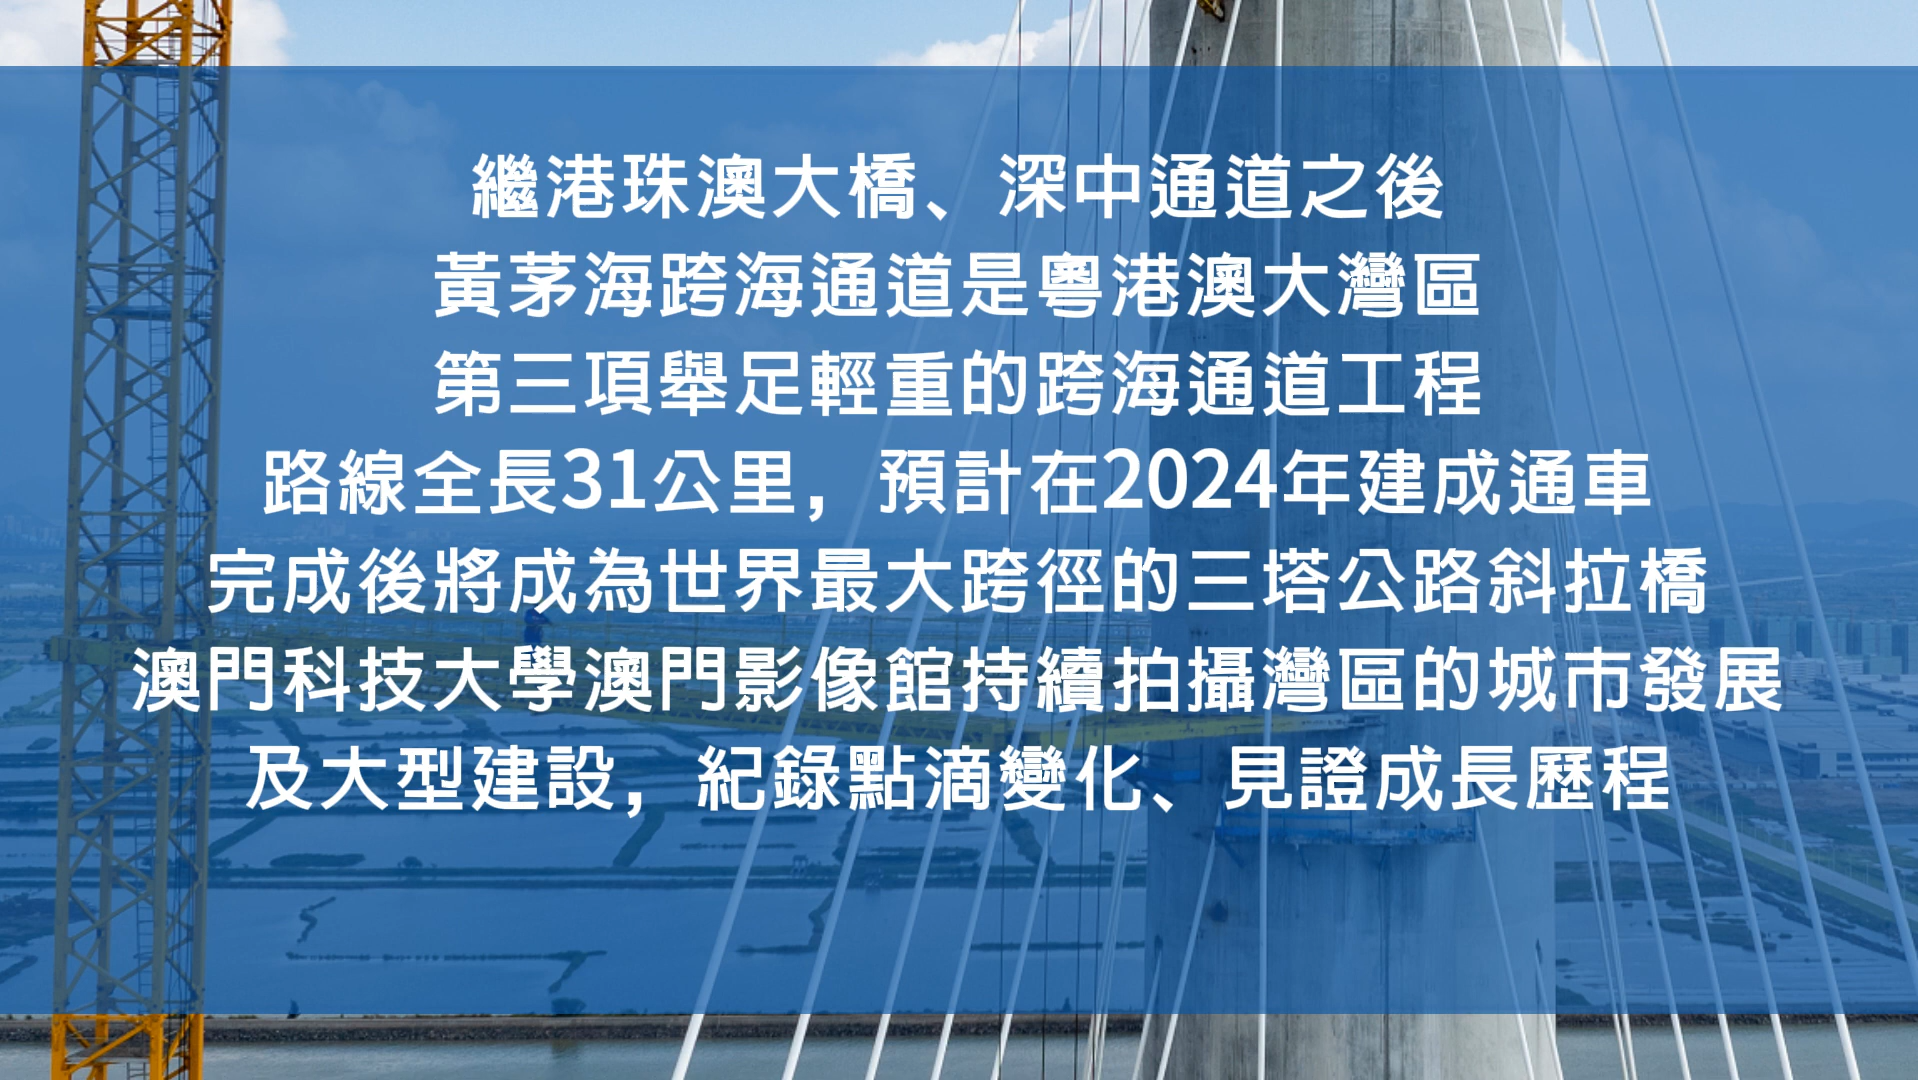 繼港珠澳大橋、深中通道之後
黃茅海跨海通道是粵港澳大灣區
第三項舉足輕重的跨海通道工程
路線全長31公里，預計在2024年建成通車
完成後將成為世界最大跨徑的三塔公路斜拉橋
澳門科技大學澳門影像館持續拍攝灣區的城市發展
及大型建設，紀錄點滴變化、見證成長歷程